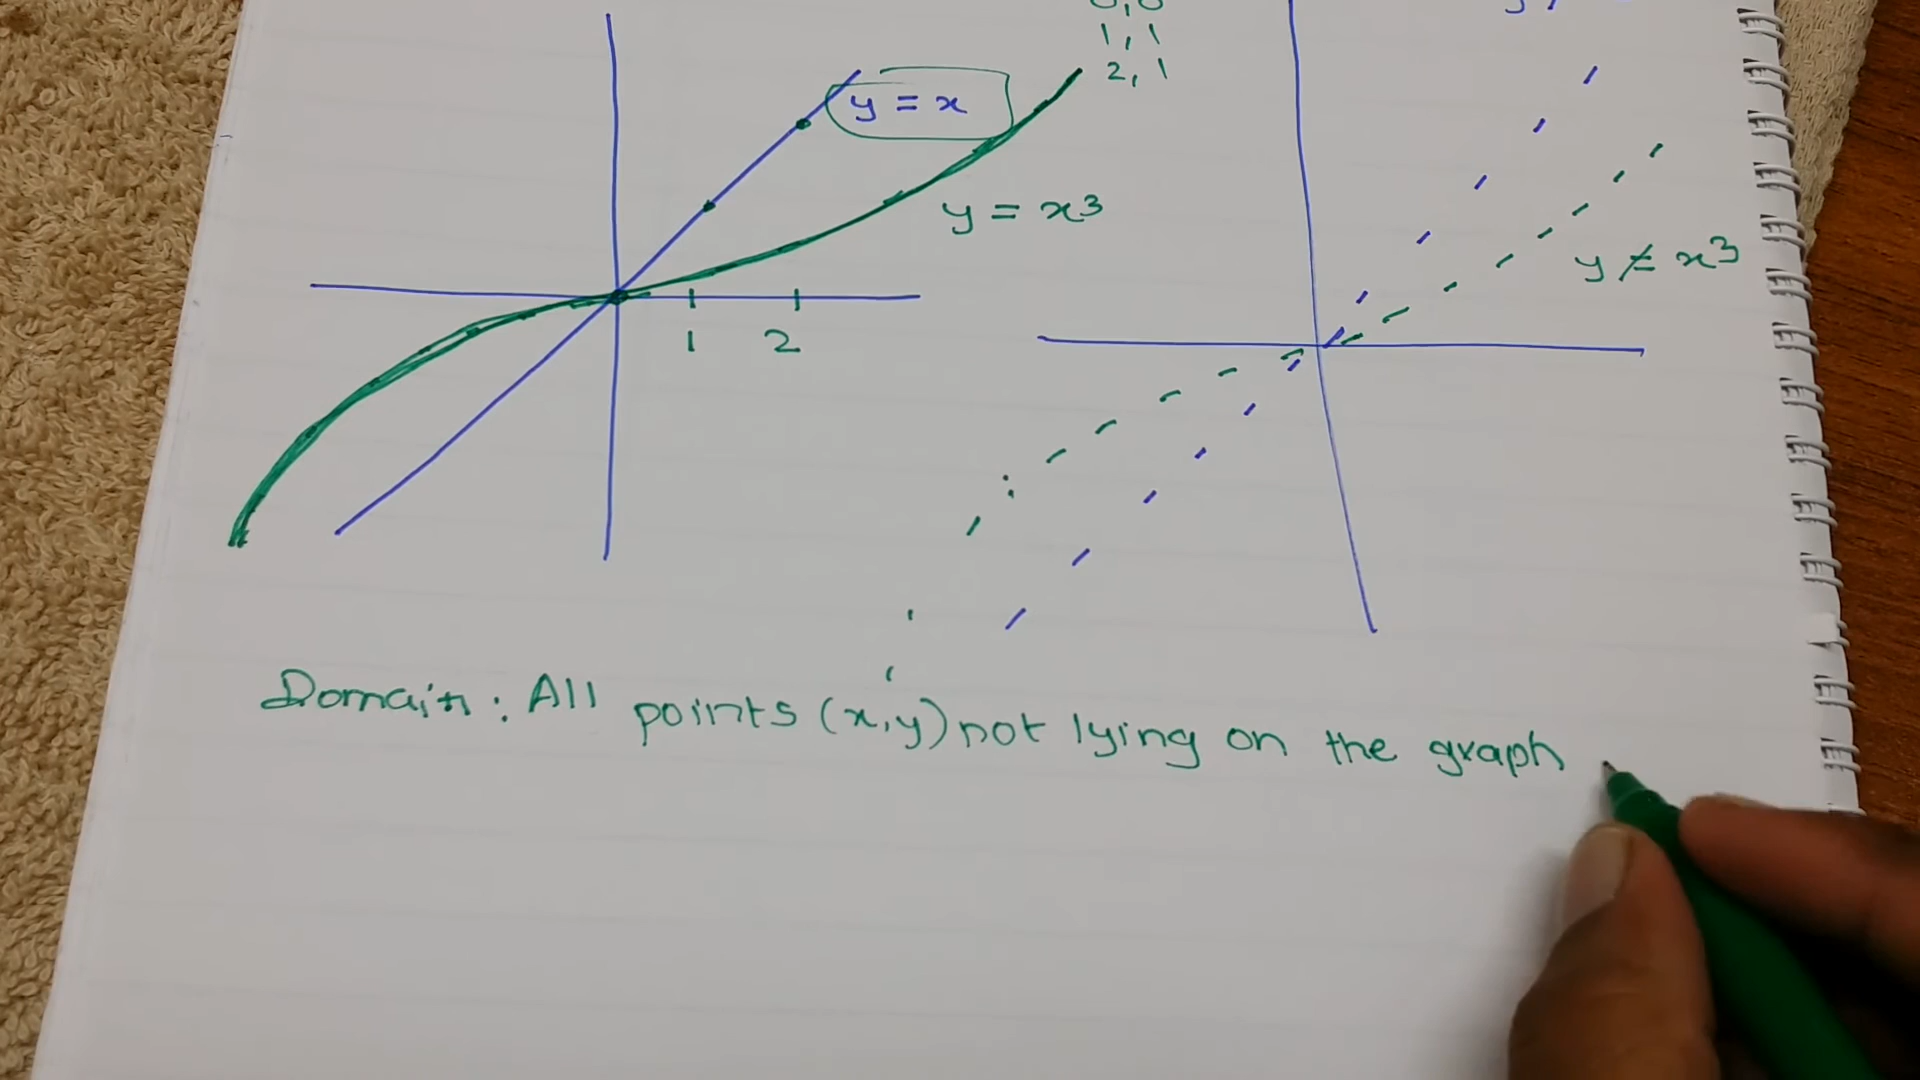 1, 1
2, 1
y = x
y = x³
y ≠ x³
1 2
Domain: All points (x,y) not lying on the graph